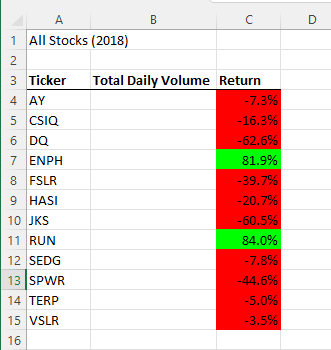 A B C D
1 All Stocks (2018)
2
3 Ticker Total Daily Volume Return
4 AY -7.3%
5 CSIQ -16.3%
6 DQ -62.6%
7 ENPH 81.9%
8 FSLR -39.7%
9 HASI -20.7%
10 JKS -60.5%
11 RUN 84.0%
12 SEDG -7.8%
13 SPWR -44.6%
14 TERP -5.0%
15 VSLR -3.5%
16